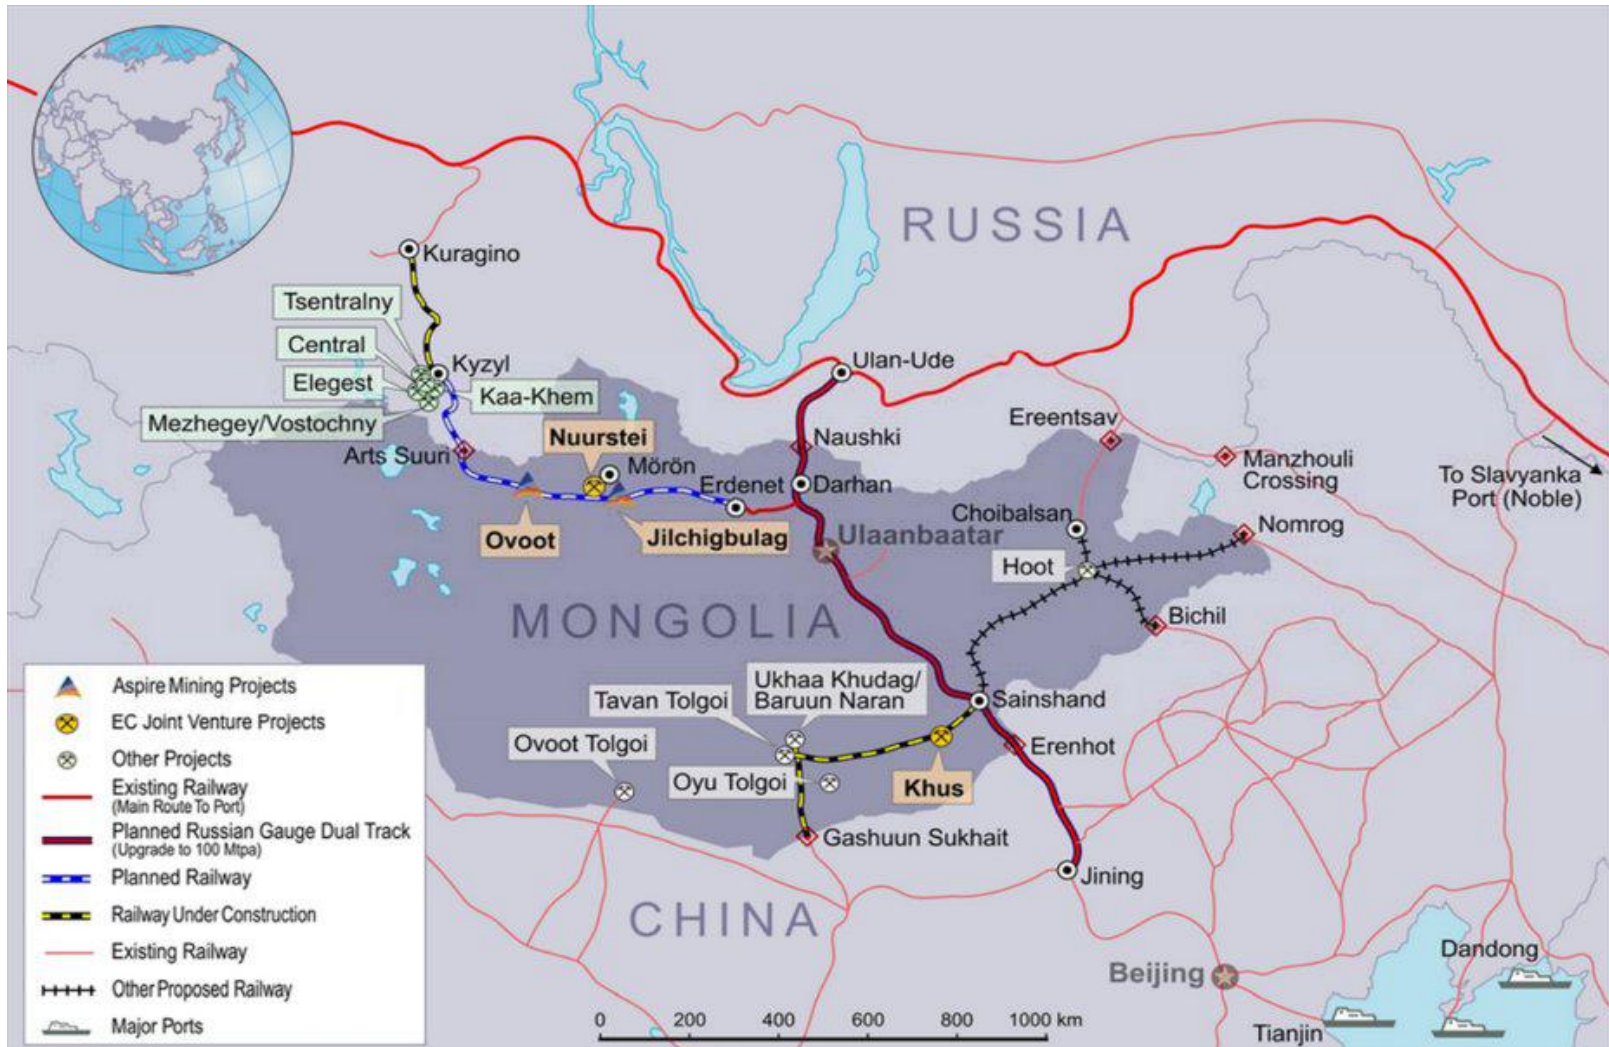 RUSSIA
Kuragino
Tsentralny
Central
Kyzyl
Elegest
Kaa-Khem
Mezhegey/Vostochny
Ulan-Ude
Ereentsav
Nuurstei
Naushki
Arts Suuri
Mörön
Manzhouli
Crossing
To Slavyanka
Port (Noble)
Erdenet
Darhan
Choibalsan
Nomrog
Ovoot
Jilchigbulag
Ulaanbaatar
Hoot
MONGOLIA
Bichil
Ukhaa Khudag/
Baruun Naran
Tavan Tolgoi
Sainshand
Ovoot Tolgoi
Erenhot
Oyu Tolgoi
Khus
Gashuun Sukhait
Jining
CHINA
Dandong
Beijing
Tianjin
0 200 400 600 800 1000 km
Aspire Mining Projects
EC Joint Venture Projects
Other Projects
Existing Railway
(Main Route To Port)
Planned Russian Gauge Dual Track
(Upgrade to 100 Mtpa)
Planned Railway
Railway Under Construction
Existing Railway
Other Proposed Railway
Major Ports